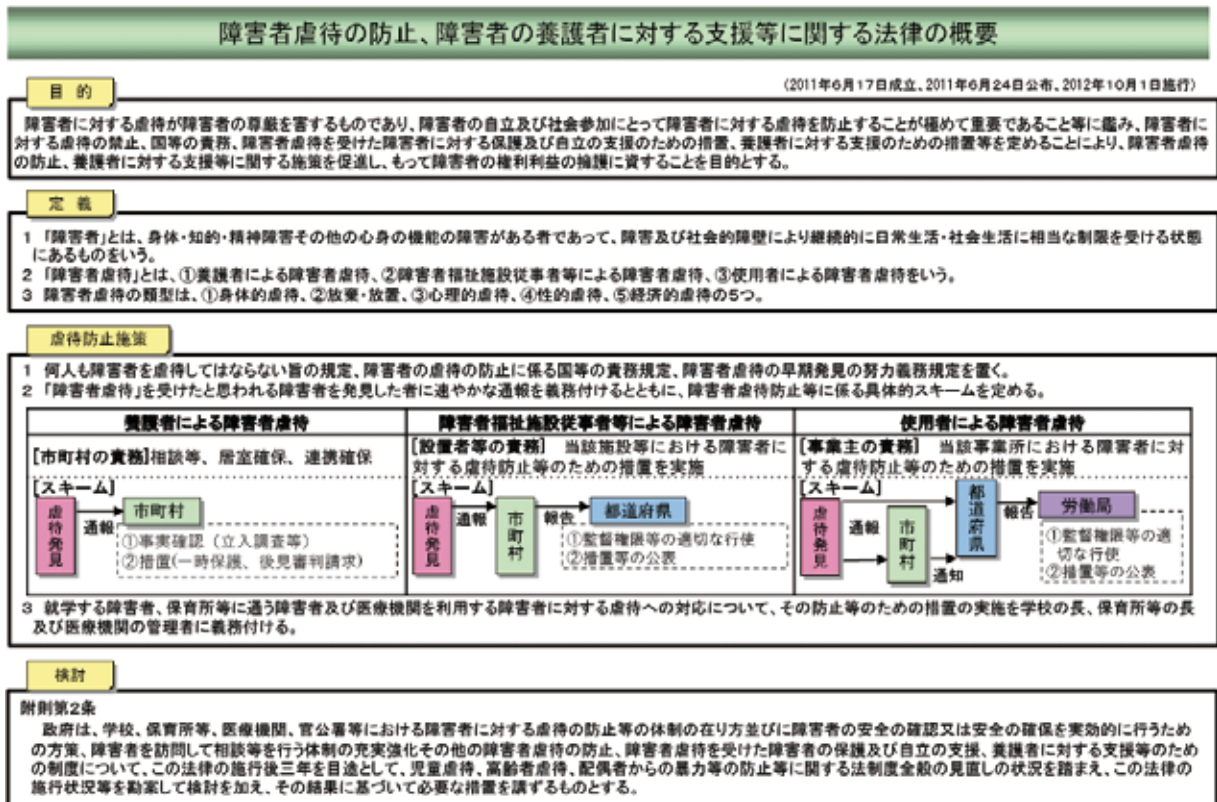 障害者虐待の防止、障害者の養護者に対する支援等に関する法律の概要
(2011年6月17日成立、2011年6月24日公布、2012年10月1日施行)
目 的
障害者に対する虐待が障害者の尊厳を害するものであり、障害者の自立及び社会参加にとって障害者に対する虐待を防止することが極めて重要であること等に鑑み、障害者に
対する虐待の禁止、国等の責務、障害者虐待を受けた障害者に対する保護及び自立の支援のための措置、養護者に対する支援のための措置等を定めることにより、障害者虐待
の防止、養護者に対する支援等に関する施策を促進し、もって障害者の権利利益の擁護に資することを目的とする。
定 義
1 「障害者」とは、身体・知的・精神障害その他の心身の機能の障害がある者であって、障害及び社会的障壁により継続的に日常生活・社会生活に相当な制限を受ける状態
にあるものをいう。
2 「障害者虐待」とは、①養護者による障害者虐待、②障害者福祉施設従事者等による障害者虐待、③使用者による障害者虐待をいう。
3 障害者虐待の類型は、①身体的虐待、②放棄・放置、③心理的虐待、④性的虐待、⑤経済的虐待の5つ。
虐待防止施策
1 何人も障害者を虐待してはならない旨の規定、障害者の虐待の防止に係る国等の責務規定、障害者虐待の早期発見の努力義務規定を置く。
2 「障害者虐待」を受けたと思われる障害者を発見した者に速やかな通報を義務付けるとともに、障害者虐待防止等に係る具体的スキームを定める。
養護者による障害者虐待
[市町村の責務]相談等、居室確保、連携確保
[スキーム]
虐待発見
通報
市町村
①事実確認(立入調査等)
②措置(一時保護、後見審判請求)
障害者福祉施設従事者等による障害者虐待
[設置者等の責務] 当該施設等における障害者に
対する虐待防止等のための措置を実施
[スキーム]
虐待発見
通報
市町村
報告
都道府県
①監督権限等の適切な行使
②措置等の公表
使用者による障害者虐待
[事業主の責務] 当該事業所における障害者に対
する虐待防止等のための措置を実施
[スキーム]
虐待発見
通報
市町村
通知
都道府県
報告
労働局
①監督権限等の適
切な行使
②措置等の公表
3 就学する障害者、保育所等に通う障害者及び医療機関を利用する障害者に対する虐待への対応について、その防止等のための措置の実施を学校の長、保育所等の長
及び医療機関の管理者に義務付ける。
検討
附則第2条
政府は、学校、保育所等、医療機関、官公署等における障害者に対する虐待の防止等の体制の在り方並びに障害者の安全の確認又は安全の確保を実効的に行うため
の方策、障害者を訪問して相談等を行う体制の充実強化その他の障害者虐待の防止、障害者虐待を受けた障害者の保護及び自立の支援、養護者に対する支援等のため
の制度について、この法律の施行後三年を目途として、児童虐待、高齢者虐待、配偶者からの暴力等の防止等に関する法制度全般の見直しの状況を踏まえ、この法律の
施行状況等を勘案して検討を加え、その結果に基づいて必要な措置を講ずるものとする。